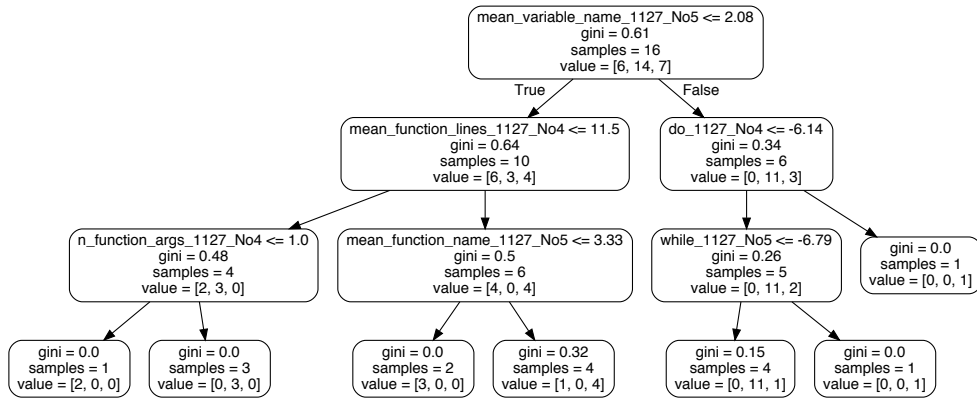 mean_variable_name_1127_No5 <= 2.08
gini = 0.61
samples = 16
value = [6, 14, 7]
True
False
mean_function_lines_1127_No4 <= 11.5
gini = 0.64
samples = 10
value = [6, 3, 4]
do_1127_No4 <= -6.14
gini = 0.34
samples = 6
value = [0, 11, 3]
n_function_args_1127_No4 <= 1.0
gini = 0.48
samples = 4
value = [2, 3, 0]
mean_function_name_1127_No5 <= 3.33
gini = 0.5
samples = 6
value = [4, 0, 4]
while_1127_No5 <= -6.79
gini = 0.26
samples = 5
value = [0, 11, 2]
gini = 0.0
samples = 1
value = [0, 0, 1]
gini = 0.0
samples = 1
value = [2, 0, 0]
gini = 0.0
samples = 3
value = [0, 3, 0]
gini = 0.0
samples = 2
value = [3, 0, 0]
gini = 0.32
samples = 4
value = [1, 0, 4]
gini = 0.15
samples = 4
value = [0, 11, 1]
gini = 0.0
samples = 1
value = [0, 0, 1]